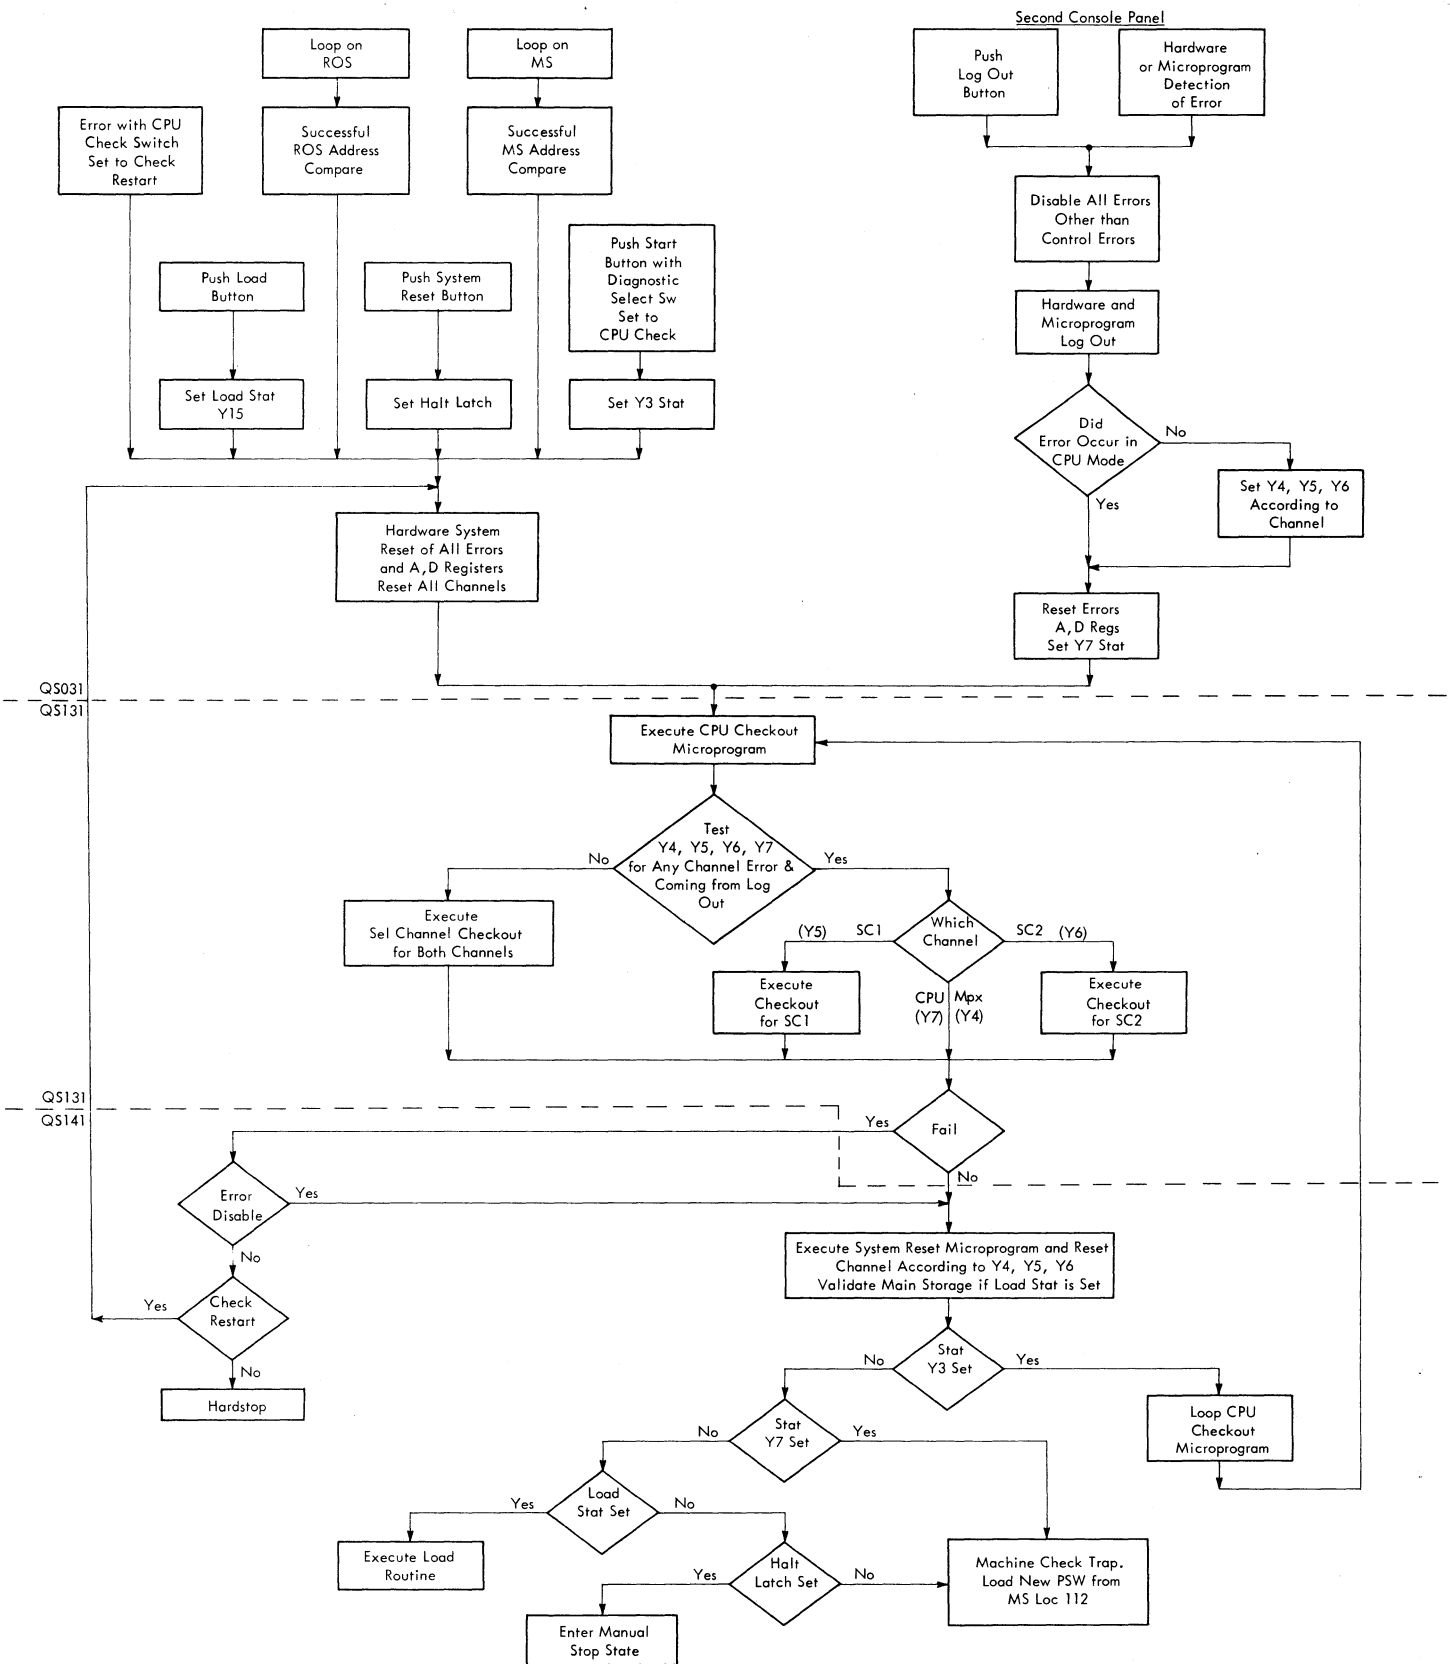 Second Console Panel
Loop on
ROS
Loop on
MS
Push
Log Out
Button
Hardware
or Microprogram
Detection
of Error
Error with CPU
Check Switch
Set to Check
Restart
Successful
ROS Address
Compare
Successful
MS Address
Compare
Disable All Errors
Other than
Control Errors
Push Load
Button
Push System
Reset Button
Push Start
Button with
Diagnostic
Select Sw
Set to
CPU Check
Hardware and
Microprogram
Log Out
Set Load Stat
Y15
Set Halt Latch
Set Y3 Stat
Did
Error Occur in
CPU Mode
No
Yes
Set Y4, Y5, Y6
According to
Channel
Hardware System
Reset of All Errors
and A,D Registers
Reset All Channels
Reset Errors
A,D Regs
Set Y7 Stat
QS031
QS131
Execute CPU Checkout
Microprogram
Test
Y4, Y5, Y6, Y7
for Any Channel Error &
Coming from Log
Out
No
Yes
Execute
Sel Channel Checkout
for Both Channels
Which
Channel
(Y5) SC1
SC2 (Y6)
Execute
Checkout
for SC1
CPU Mpx
(Y7) (Y4)
Execute
Checkout
for SC2
QS131
QS141
Fail
Yes
No
Error
Disable
Yes
No
Execute System Reset Microprogram and Reset
Channel According to Y4, Y5, Y6
Validate Main Storage if Load Stat is Set
Check
Restart
Yes
No
Hardstop
Stat
Y3 Set
No
Yes
Loop CPU
Checkout
Microprogram
Stat
Y7 Set
No
Yes
Load
Stat Set
Yes
No
Execute Load
Routine
Halt
Latch Set
Yes
No
Machine Check Trap.
Load New PSW from
MS Loc 112
Enter Manual
Stop State